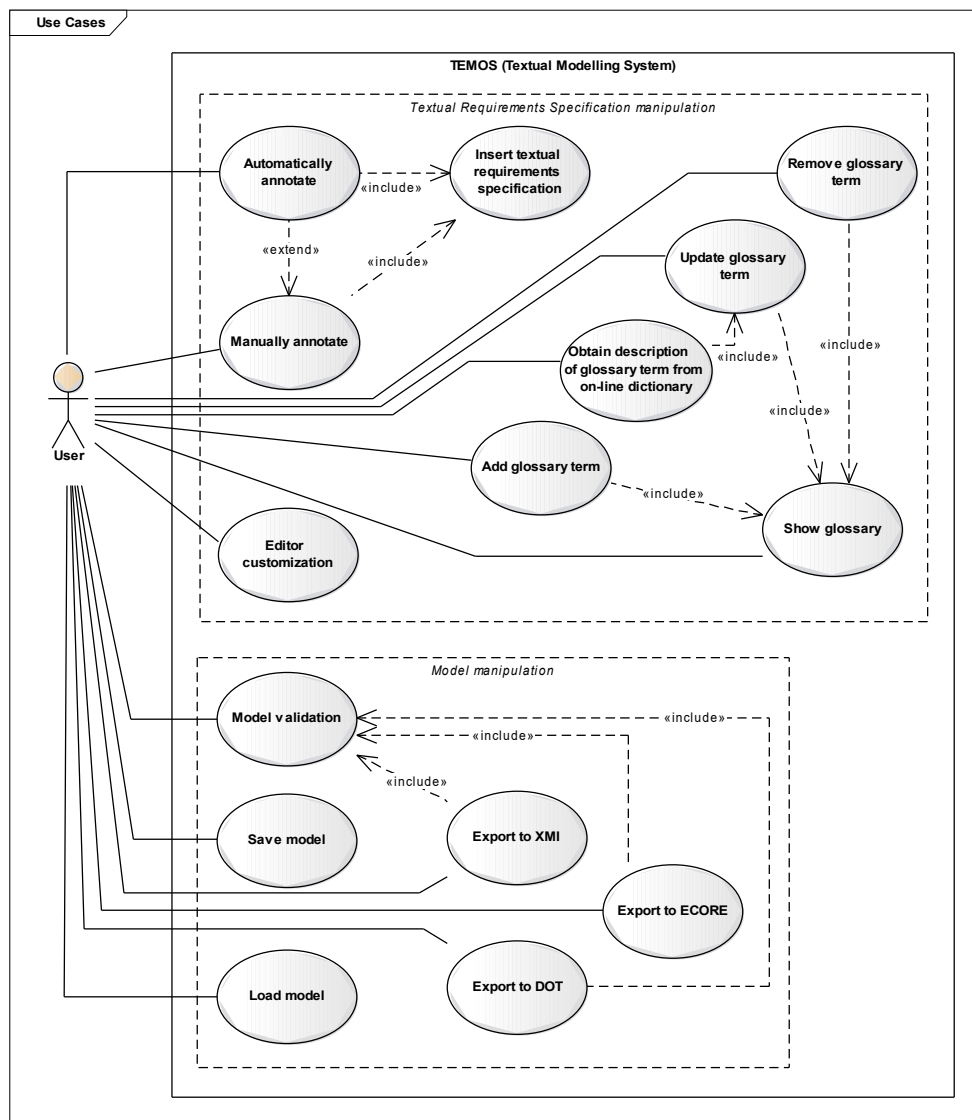 Use Cases
TEMOS (Textual Modelling System)
Textual Requirements Specification manipulation
Automatically
annotate
«include»
Insert textual
requirements
specification
Remove glossary
term
«extend»
«include»
Update glossary
term
Manually annotate
Obtain description
of glossary term from
on-line dictionary
«include»
«include»
«include»
User
Add glossary term
«include»
Show glossary
Editor
customization
Model manipulation
Model validation
«include»
«include»
«include»
Save model
Export to XMI
Export to ECORE
Load model
Export to DOT